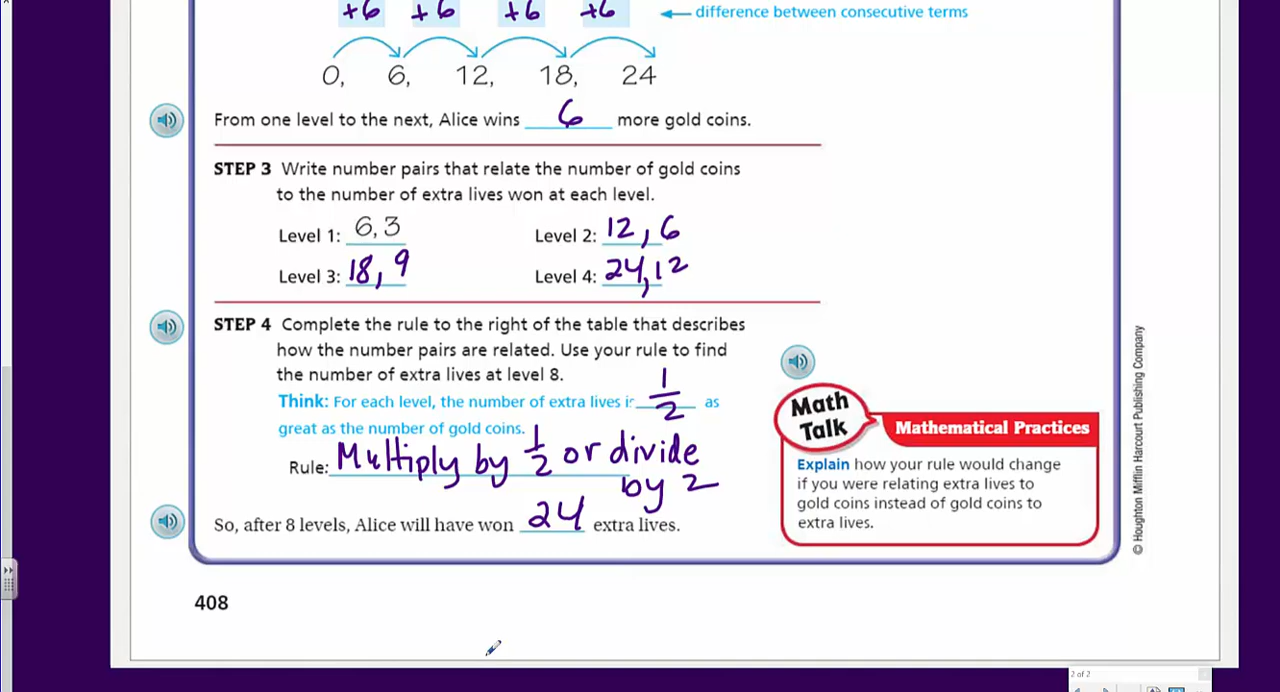 +6 +6 +6 +6
difference between consecutive terms
0, 6, 12, 18, 24
From one level to the next, Alice wins 6 more gold coins.
STEP 3 Write number pairs that relate the number of gold coins
to the number of extra lives won at each level.
Level 1: 6, 3 Level 2: 12, 6
Level 3: 18, 9 Level 4: 24, 12
STEP 4 Complete the rule to the right of the table that describes
how the number pairs are related. Use your rule to find
the number of extra lives at level 8.
Think: For each level, the number of extra lives is 1/2 as
great as the number of gold coins.
Rule: Multiply by 1/2 or divide
by 2
So, after 8 levels, Alice will have won 24 extra lives.
Math
Talk
Mathematical Practices
Explain how your rule would change
if you were relating extra lives to
gold coins instead of gold coins to
extra lives.
© Houghton Mifflin Harcourt Publishing Company
408
2 of 2